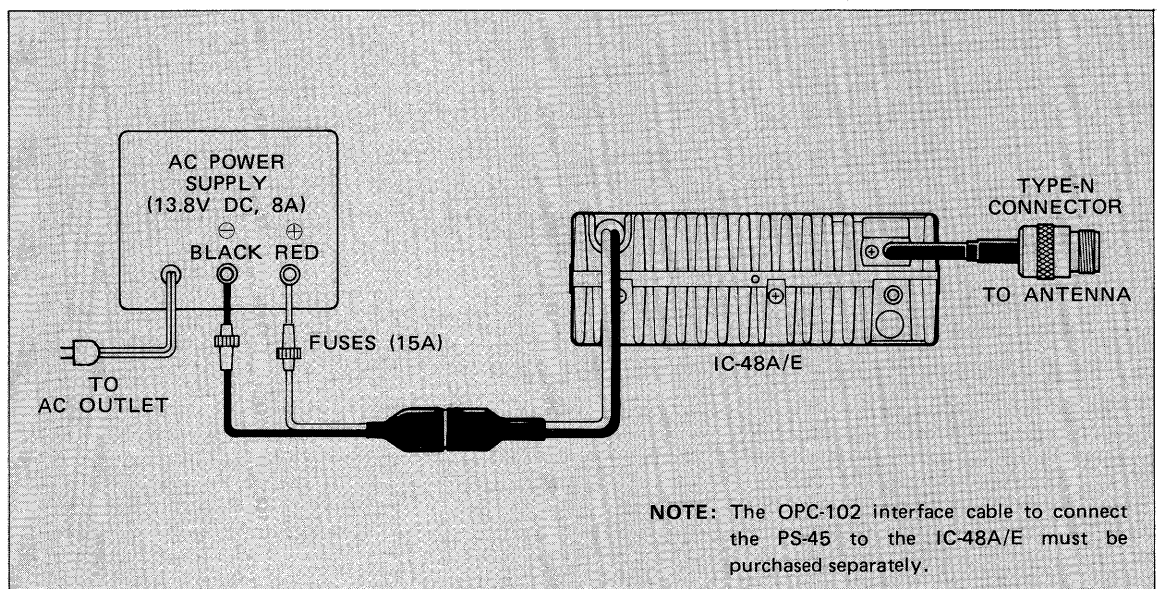 AC POWER
SUPPLY
(13.8V DC, 8A)
⊖ ⊕
BLACK RED
FUSES (15A)
TO
AC OUTLET
IC-48A/E
TYPE-N
CONNECTOR
TO ANTENNA
NOTE: The OPC-102 interface cable to connect
the PS-45 to the IC-48A/E must be
purchased separately.